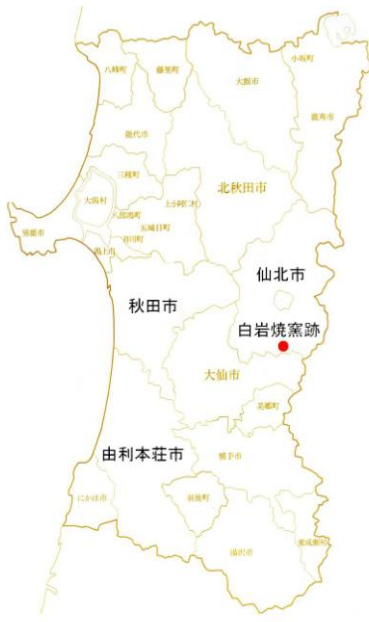 小坂町
八峰町
藤里町
大館市
鹿角市
能代市
三種町
北秋田市
大潟村
上小阿仁村
八郎潟町
五城目町
男鹿市
井川町
潟上市
仙北市
秋田市
白岩焼窯跡
大仙市
美郷町
由利本荘市
横手市
にかほ市
羽後町
湯沢市
東成瀬村